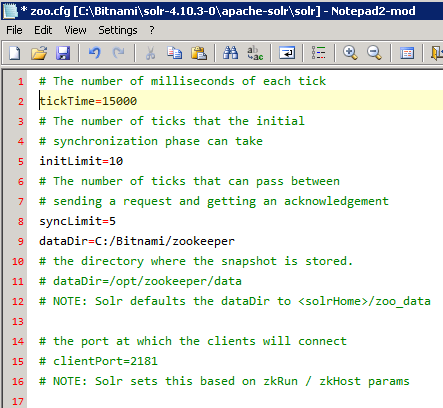 * zoo.cfg [C:\Bitnami\solr-4.10.3-0\apache-solr\solr] - Notepad2-mod
File Edit View Settings ?
1 # The number of milliseconds of each tick
2 tickTime=15000
3 # The number of ticks that the initial
4 # synchronization phase can take
5 initLimit=10
6 # The number of ticks that can pass between
7 # sending a request and getting an acknowledgement
8 syncLimit=5
9 dataDir=C:/Bitnami/zookeeper
10 # the directory where the snapshot is stored.
11 # dataDir=/opt/zookeeper/data
12 # NOTE: Solr defaults the dataDir to <solrHome>/zoo_data
13
14 # the port at which the clients will connect
15 # clientPort=2181
16 # NOTE: Solr sets this based on zkRun / zkHost params
17